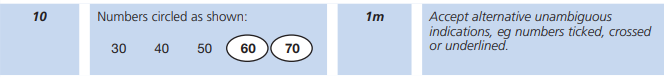 10 Numbers circled as shown: 1m Accept alternative unambiguous
indications, eg numbers ticked, crossed
30 40 50 60 70
or underlined.